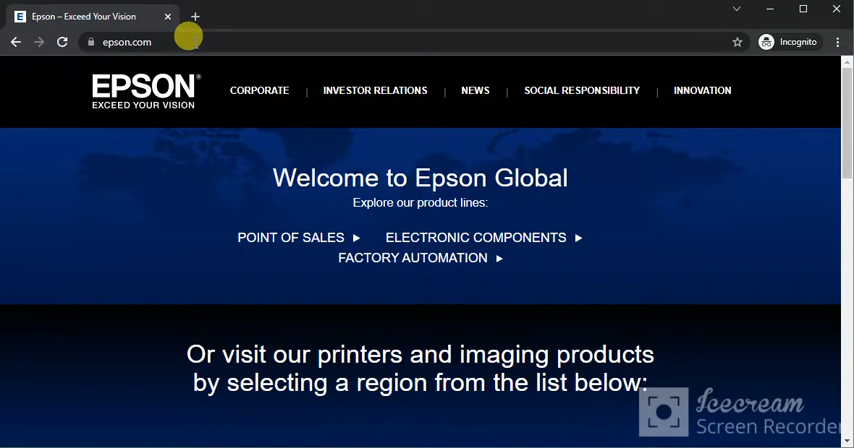 Epson – Exceed Your Vision
epson.com
Incognito
EPSON®
EXCEED YOUR VISION
CORPORATE | INVESTOR RELATIONS | NEWS | SOCIAL RESPONSIBILITY | INNOVATION
Welcome to Epson Global
Explore our product lines:
POINT OF SALES ELECTRONIC COMPONENTS
FACTORY AUTOMATION
Or visit our printers and imaging products
by selecting a region from the list below:
Icecream
Screen Recorder